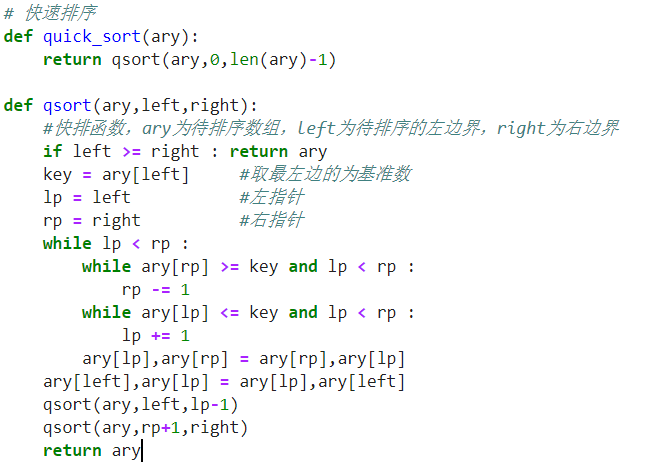 # 快速排序
def quick_sort(ary):
    return qsort(ary,0,len(ary)-1)

def qsort(ary,left,right):
    #快排函数，ary为待排序数组，left为待排序的左边界，right为右边界
    if left >= right : return ary
    key = ary[left]     #取最左边的为基准数
    lp = left           #左指针
    rp = right          #右指针
    while lp < rp :
        while ary[rp] >= key and lp < rp :
            rp -= 1
        while ary[lp] <= key and lp < rp :
            lp += 1
        ary[lp],ary[rp] = ary[rp],ary[lp]
    ary[left],ary[lp] = ary[lp],ary[left]
    qsort(ary,left,lp-1)
    qsort(ary,rp+1,right)
    return ary